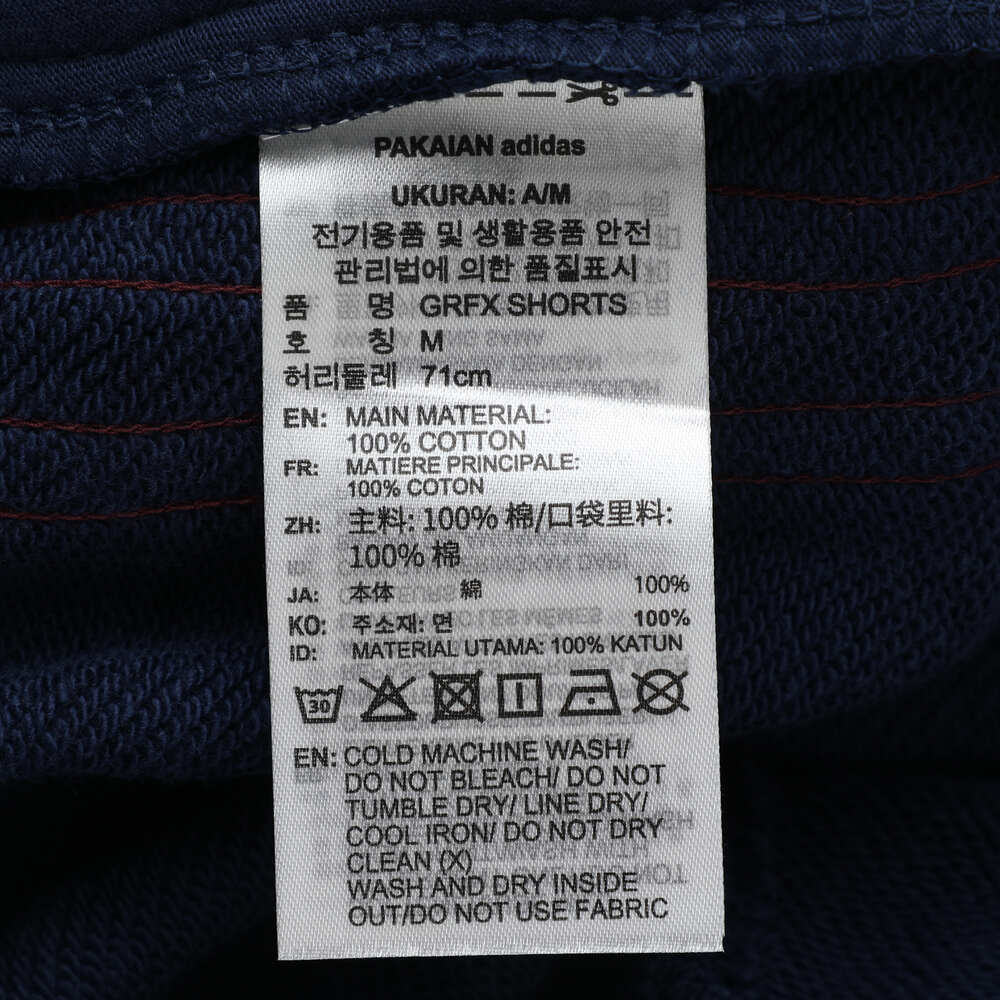 PAKAIAN adidas
UKURAN: A/M
전기용품 및 생활용품 안전
관리법에 의한 품질표시
품 명 GRFX SHORTS
호 칭 M
허리둘레 71cm
EN: MAIN MATERIAL:
100% COTTON
FR: MATIERE PRINCIPALE:
100% COTON
ZH: 主料: 100% 棉/口袋里料:
100% 棉
JA: 本体 綿 100%
KO: 주소재: 면 100%
ID: MATERIAL UTAMA: 100% KATUN
30
EN: COLD MACHINE WASH/
DO NOT BLEACH/ DO NOT
TUMBLE DRY/ LINE DRY/
COOL IRON/ DO NOT DRY
CLEAN (X)
WASH AND DRY INSIDE
OUT/DO NOT USE FABRIC